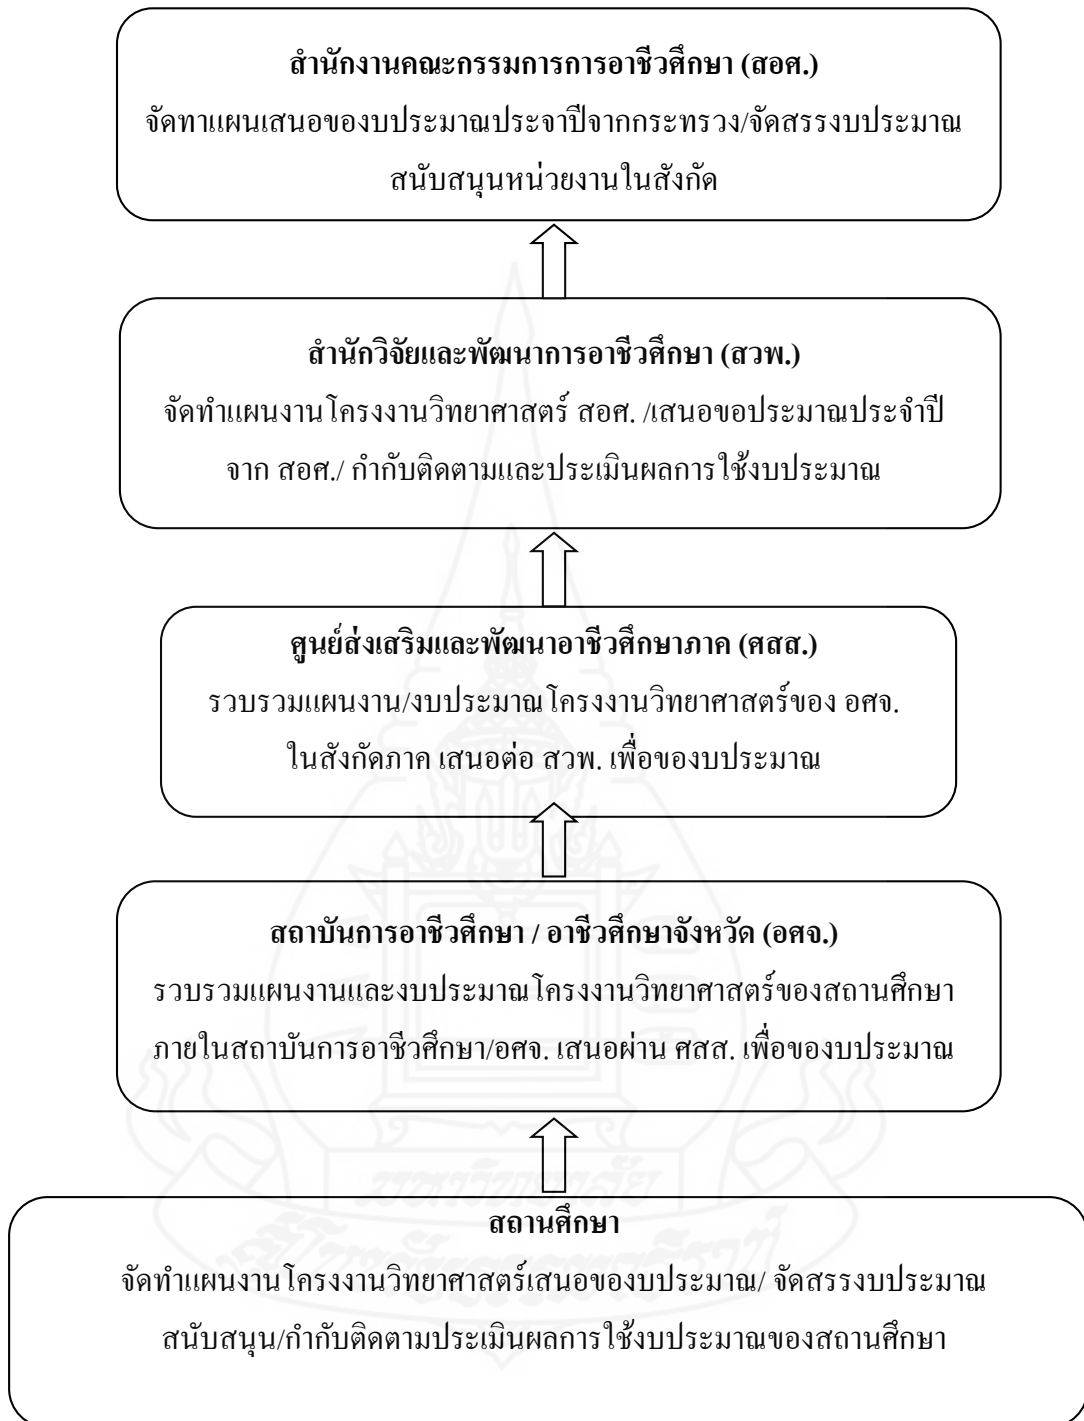 สำนักงานคณะกรรมการการอาชีวศึกษา (สอศ.)
จัดทาแผนเสนอของบประมาณประจาปีจากกระทรวง/จัดสรรงบประมาณ
สนับสนุนหน่วยงานในสังกัด
สำนักวิจัยและพัฒนาการอาชีวศึกษา (สวพ.)
จัดทำแผนงานโครงงานวิทยาศาสตร์ สอศ. /เสนอขอประมาณประจำปี
จาก สอศ./ กำกับติดตามและประเมินผลการใช้งบประมาณ
ศูนย์ส่งเสริมและพัฒนาอาชีวศึกษาภาค (ศสส.)
รวบรวมแผนงาน/งบประมาณโครงงานวิทยาศาสตร์ของ อศจ.
ในสังกัดภาค เสนอต่อ สวพ. เพื่อของบประมาณ
สถาบันการอาชีวศึกษา / อาชีวศึกษาจังหวัด (อศจ.)
รวบรวมแผนงานและงบประมาณโครงงานวิทยาศาสตร์ของสถานศึกษา
ภายในสถาบันการอาชีวศึกษา/อศจ. เสนอผ่าน ศสส. เพื่อของบประมาณ
มหาวิทยาลัย
สุโขทัยธรรมาธิราช
สถานศึกษา
จัดทำแผนงานโครงงานวิทยาศาสตร์เสนอของบประมาณ/ จัดสรรงบประมาณ
สนับสนุน/กำกับติดตามประเมินผลการใช้งบประมาณของสถานศึกษา